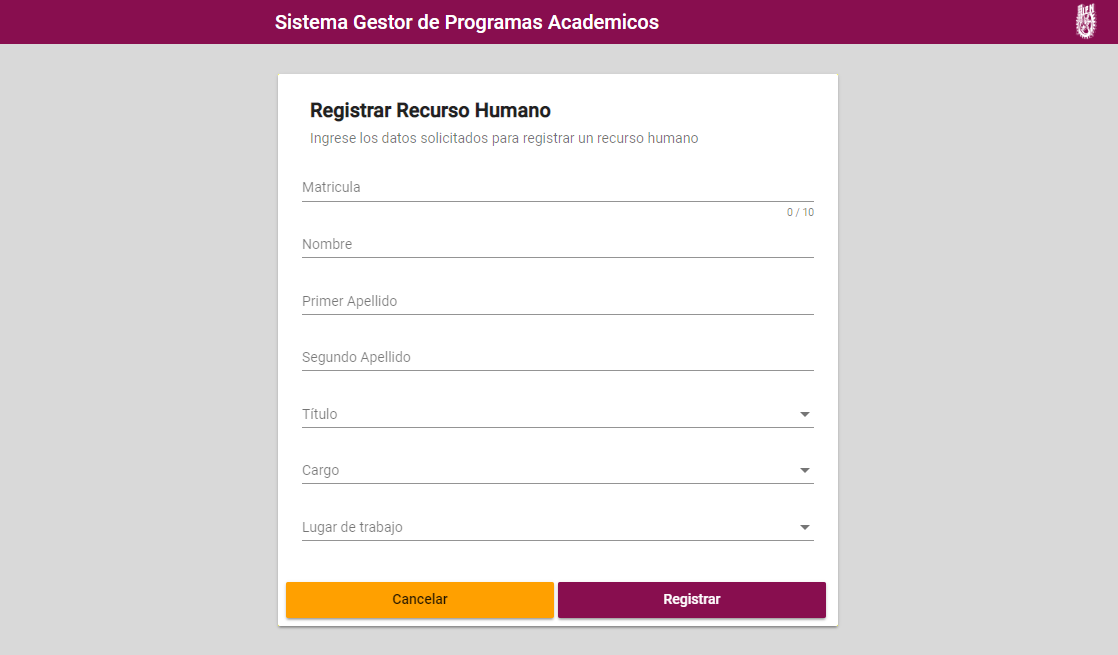 Sistema Gestor de Programas Academicos
Registrar Recurso Humano
Ingrese los datos solicitados para registrar un recurso humano
Matricula
0 / 10
Nombre
Primer Apellido
Segundo Apellido
Título
Cargo
Lugar de trabajo
Cancelar
Registrar